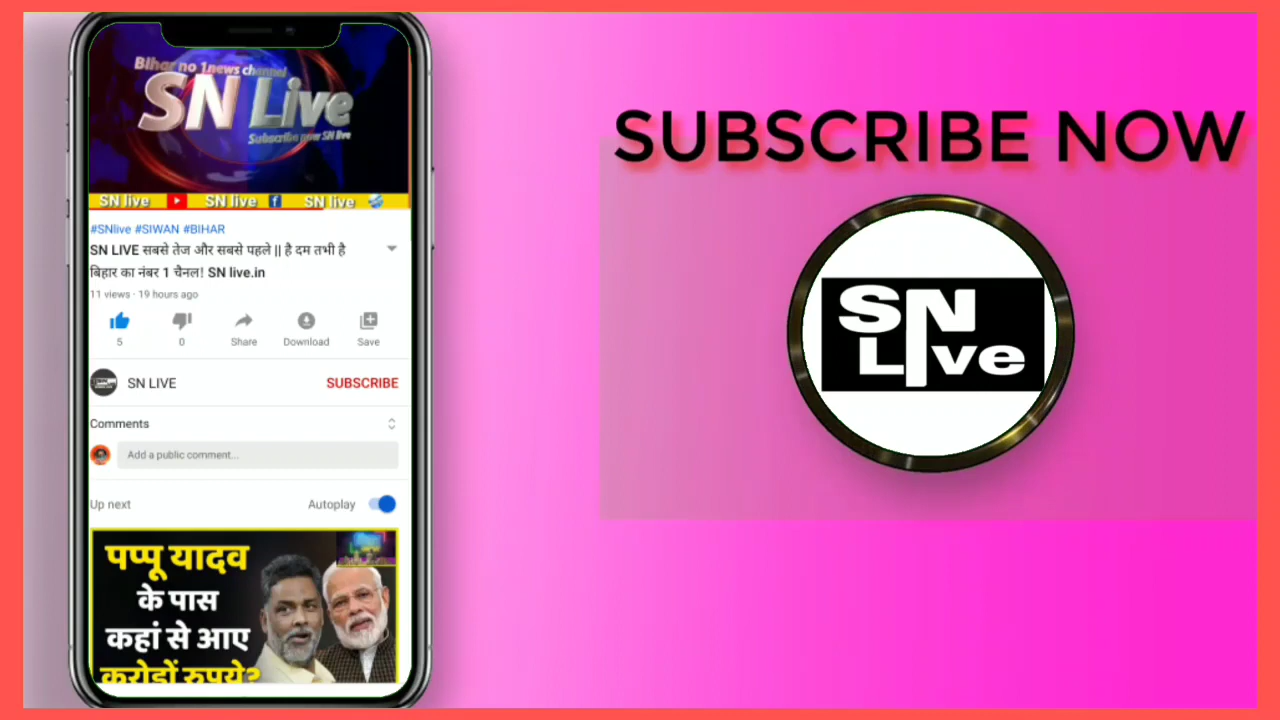 Bihar no 1news channel
SN Live
Subscribe now SN live
SN live SN live SN live
#SNlive #SIWAN #BIHAR
SN LIVE सबसे तेज और सबसे पहले || है दम तभी है
बिहार का नंबर 1 चैनल! SN live.in
11 views · 19 hours ago
5 0 Share Download Save
SN LIVE SUBSCRIBE
Comments
Add a public comment...
Up next Autoplay
पप्पू यादव
के पास
कहां से आए
करोड़ों रुपये?
SUBSCRIBE NOW
SN
Live